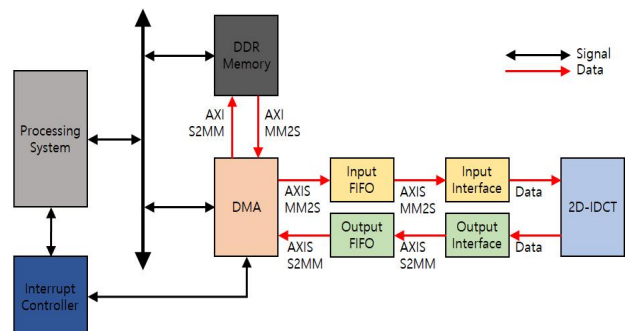 DDR
Memory
Signal
Data
Processing
System
AXI
S2MM
AXI
MM2S
DMA
AXIS
MM2S
Input
FIFO
AXIS
MM2S
Input
Interface
Data
2D-IDCT
AXIS
S2MM
Output
FIFO
AXIS
S2MM
Output
Interface
Data
Interrupt
Controller